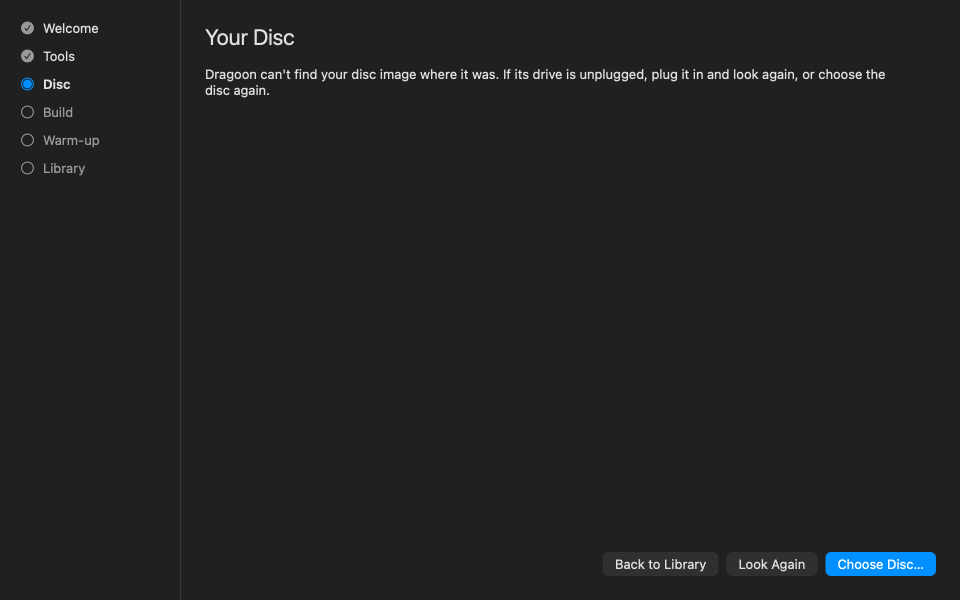 Welcome
Tools
Disc
Build
Warm-up
Library
Your Disc
Dragoon can't find your disc image where it was. If its drive is unplugged, plug it in and look again, or choose the
disc again.
Back to Library
Look Again
Choose Disc...